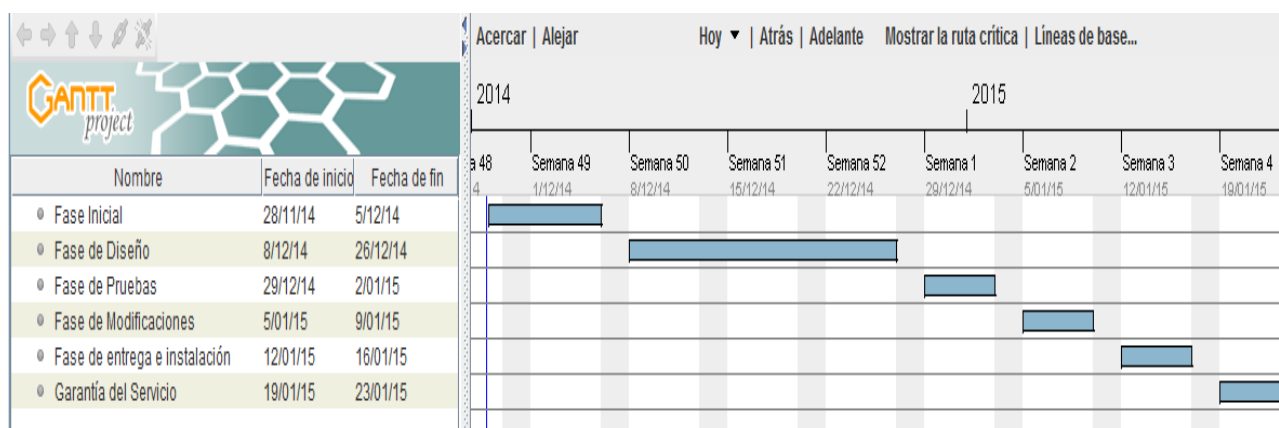 Acercar | Alejar Hoy ▼ | Atrás | Adelante Mostrar la ruta crítica | Líneas de base...
GANTT
project
2014 2015
a 48 Semana 49 Semana 50 Semana 51 Semana 52 Semana 1 Semana 2 Semana 3 Semana 4
4 1/12/14 8/12/14 15/12/14 22/12/14 29/12/14 5/01/15 12/01/15 19/01/15
Nombre Fecha de inicio Fecha de fin
Fase Inicial 28/11/14 5/12/14
Fase de Diseño 8/12/14 26/12/14
Fase de Pruebas 29/12/14 2/01/15
Fase de Modificaciones 5/01/15 9/01/15
Fase de entrega e instalación 12/01/15 16/01/15
Garantía del Servicio 19/01/15 23/01/15